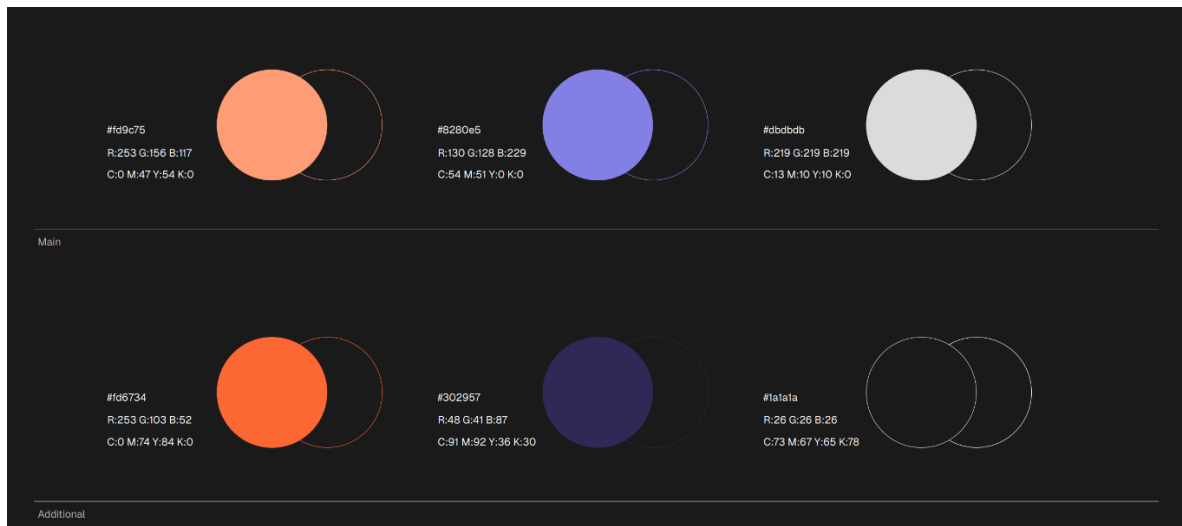 #fd9c75
R:253 G:156 B:117
C:0 M:47 Y:54 K:0
#8280e5
R:130 G:128 B:229
C:54 M:51 Y:0 K:0
#dbdbdb
R:219 G:219 B:219
C:13 M:10 Y:10 K:0
Main
#fd6734
R:253 G:103 B:52
C:0 M:74 Y:84 K:0
#302957
R:48 G:41 B:87
C:91 M:92 Y:36 K:30
#1a1a1a
R:26 G:26 B:26
C:73 M:67 Y:65 K:78
Additional